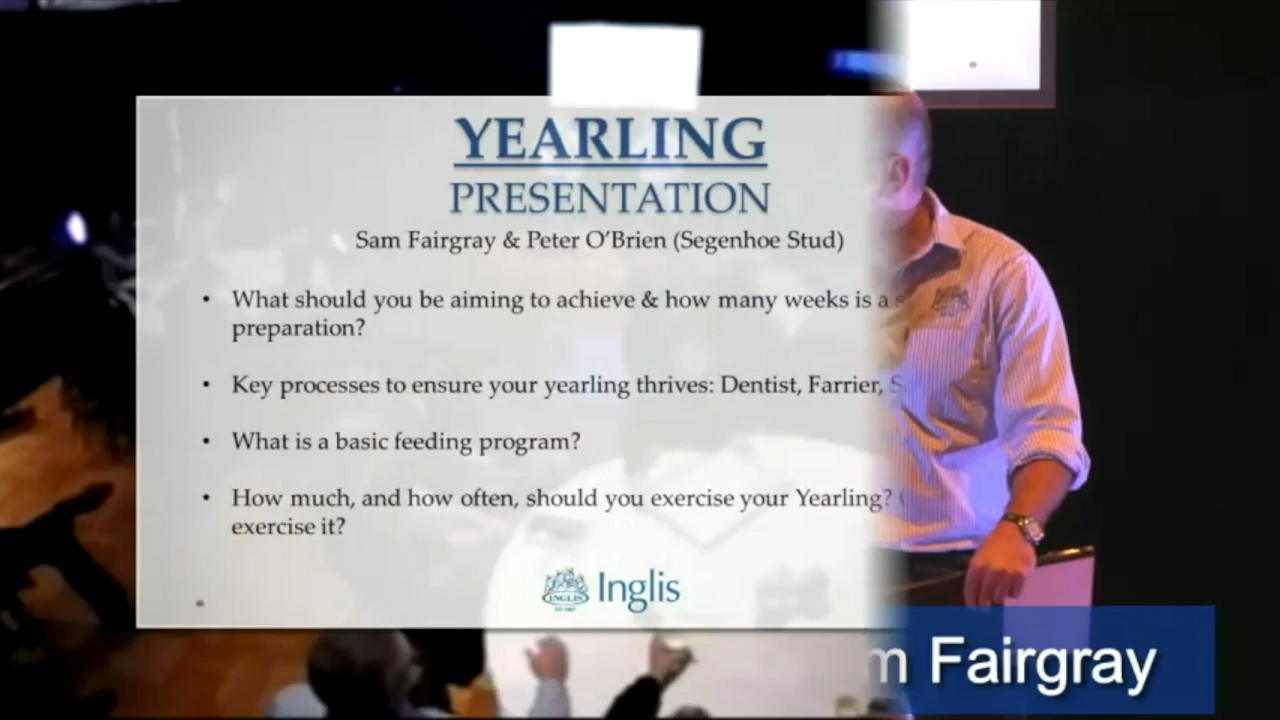 YEARLING
PRESENTATION
Sam Fairgray & Peter O’Brien (Segenhoe Stud)
• What should you be aiming to achieve & how many weeks is a s
preparation?
• Key processes to ensure your yearling thrives: Dentist, Farrier, S
• What is a basic feeding program?
• How much, and how often, should you exercise your Yearling?
exercise it?
INGLIS
Inglis
m Fairgray